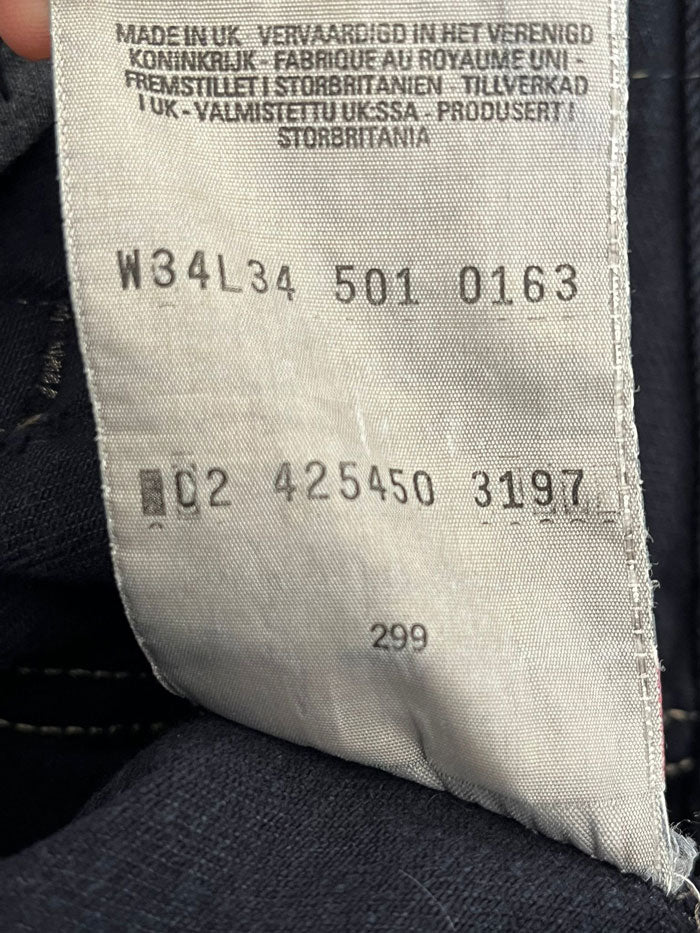 MADE IN UK - VERVAARDIGD IN HET VERENIGD
KONINKRIJK - FABRIQUE AU ROYAUME UNI -
FREMSTILLET I STORBRITANIEN - TILLVERKAD
I UK - VALMISTETTU UK:SSA - PRODUSERT I
STORBRITANIA
W34L34 501 0163
C2 425450 3197
299